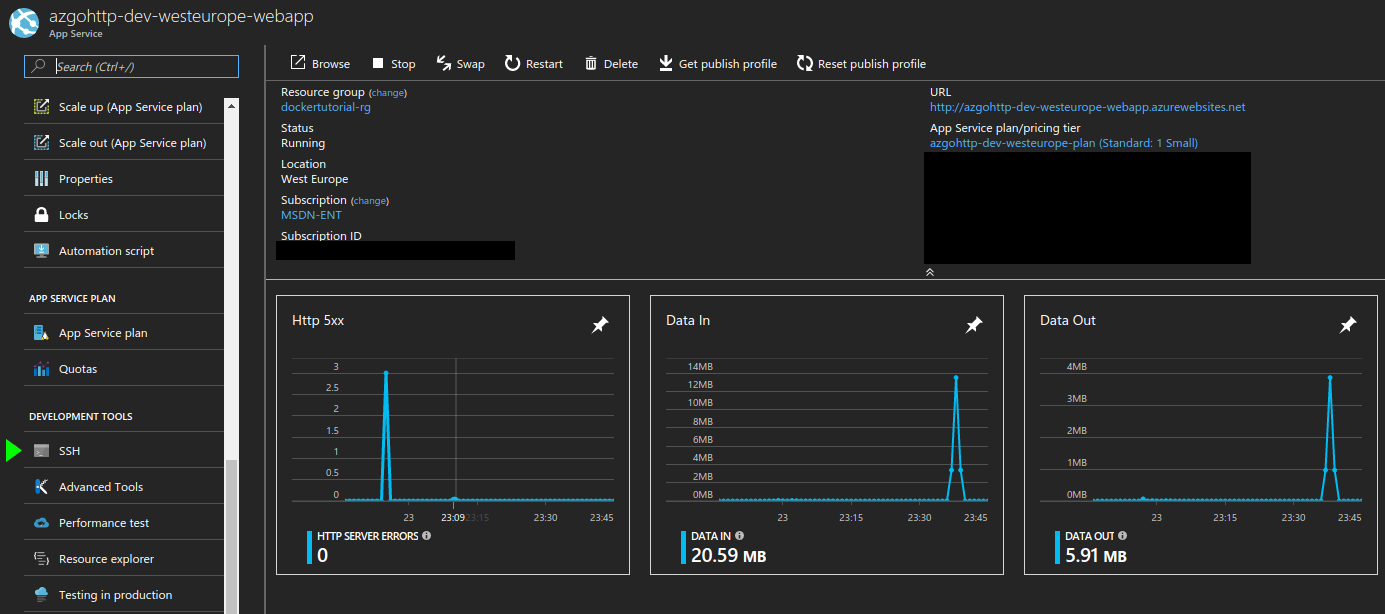 azgohttp-dev-westeurope-webapp
App Service
Search (Ctrl+/)
Scale up (App Service plan)
Scale out (App Service plan)
Properties
Locks
Automation script
APP SERVICE PLAN
App Service plan
Quotas
DEVELOPMENT TOOLS
SSH
Advanced Tools
Performance test
Resource explorer
Testing in production
Browse Stop Swap Restart Delete Get publish profile Reset publish profile
Resource group (change)
dockertutorial-rg
Status
Running
Location
West Europe
Subscription (change)
MSDN-ENT
Subscription ID
URL
http://azgohttp-dev-westeurope-webapp.azurewebsites.net
App Service plan/pricing tier
azgohttp-dev-westeurope-plan (Standard: 1 Small)
Http 5xx
3
2.5
2
1.5
1
0.5
0
23 23:09 23:15 23:30 23:45
HTTP SERVER ERRORS
0
Data In
14MB
12MB
10MB
8MB
6MB
4MB
2MB
0MB
23 23:15 23:30 23:45
DATA IN
20.59 MB
Data Out
4MB
3MB
2MB
1MB
0MB
23 23:15 23:30 23:45
DATA OUT
5.91 MB